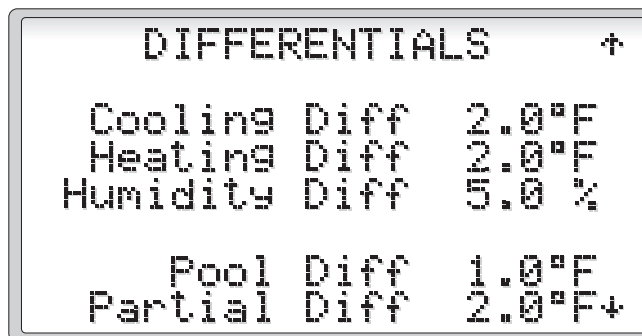 DIFFERENTIALS ↑
Cooling Diff 2.0°F
Heating Diff 2.0°F
Humidity Diff 5.0 %
Pool Diff 1.0°F
Partial Diff 2.0°F↓